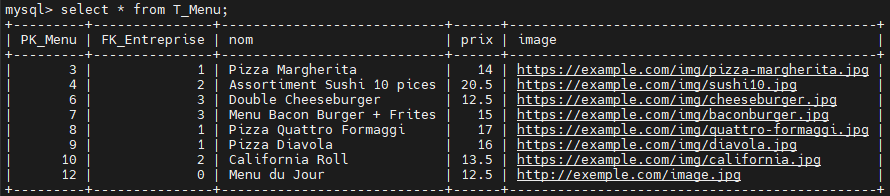 mysql> select * from T_Menu;
+---------+---------------+----------------------------+------+-----------------------------------------------+
| PK_Menu | FK_Entreprise | nom                        | prix | image                                         |
+---------+---------------+----------------------------+------+-----------------------------------------------+
|       3 |             1 | Pizza Margherita           |   14 | https://example.com/img/pizza-margherita.jpg  |
|       4 |             2 | Assortiment Sushi 10 pices | 20.5 | https://example.com/img/sushi10.jpg           |
|       6 |             3 | Double Cheeseburger        | 12.5 | https://example.com/img/cheeseburger.jpg      |
|       7 |             3 | Menu Bacon Burger + Frites |   15 | https://example.com/img/baconburger.jpg       |
|       8 |             1 | Pizza Quattro Formaggi     |   17 | https://example.com/img/quattro-formaggi.jpg  |
|       9 |             1 | Pizza Diavola              |   16 | https://example.com/img/diavola.jpg           |
|      10 |             2 | California Roll            | 13.5 | https://example.com/img/california.jpg        |
|      12 |             0 | Menu du Jour               | 12.5 | http://exemple.com/image.jpg                  |
+---------+---------------+----------------------------+------+-----------------------------------------------+